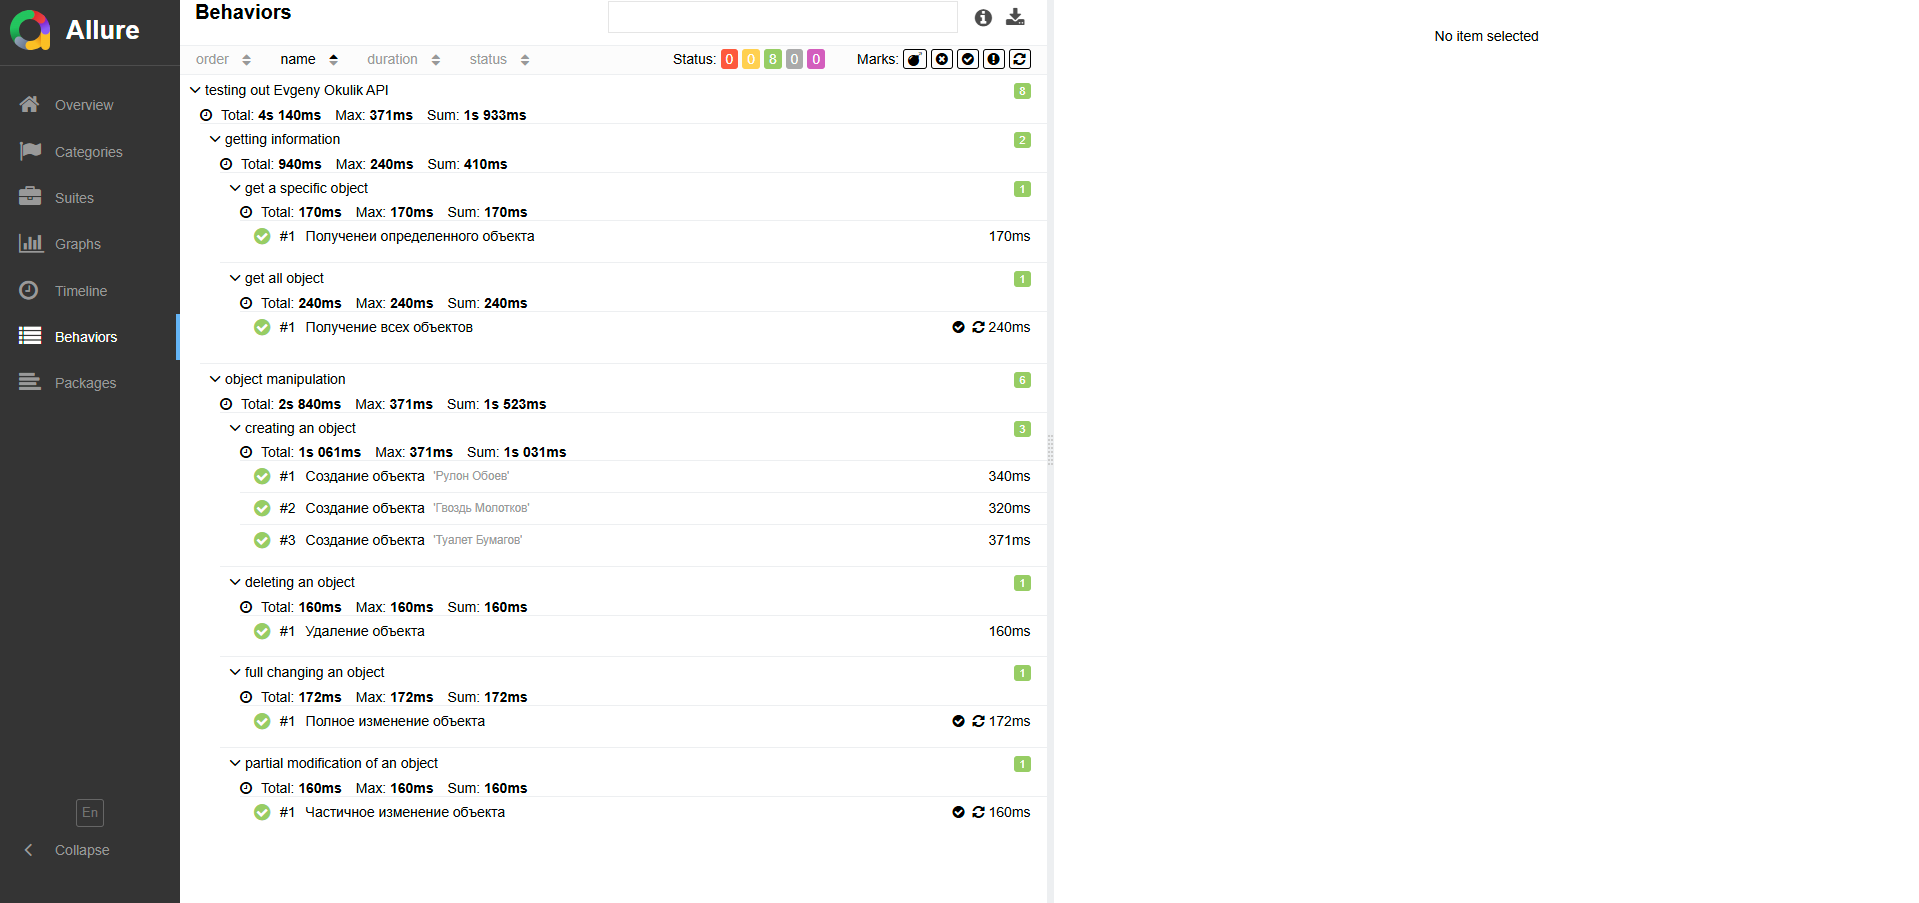 Allure
Overview
Categories
Suites
Graphs
Timeline
Behaviors
Packages
En
Collapse
Behaviors
order name duration status Status: 0 0 8 0 0 Marks:
testing out Evgeny Okulik API 8
Total: 4s 140ms Max: 371ms Sum: 1s 933ms
getting information 2
Total: 940ms Max: 240ms Sum: 410ms
get a specific object 1
Total: 170ms Max: 170ms Sum: 170ms
#1 Полученеи определенного объекта 170ms
get all object 1
Total: 240ms Max: 240ms Sum: 240ms
#1 Получение всех объектов 240ms
object manipulation 6
Total: 2s 840ms Max: 371ms Sum: 1s 523ms
creating an object 3
Total: 1s 061ms Max: 371ms Sum: 1s 031ms
#1 Создание объекта 'Рулон Обоев' 340ms
#2 Создание объекта 'Гвоздь Молотков' 320ms
#3 Создание объекта 'Туалет Бумагов' 371ms
deleting an object 1
Total: 160ms Max: 160ms Sum: 160ms
#1 Удаление объекта 160ms
full changing an object 1
Total: 172ms Max: 172ms Sum: 172ms
#1 Полное изменение объекта 172ms
partial modification of an object 1
Total: 160ms Max: 160ms Sum: 160ms
#1 Частичное изменение объекта 160ms
No item selected